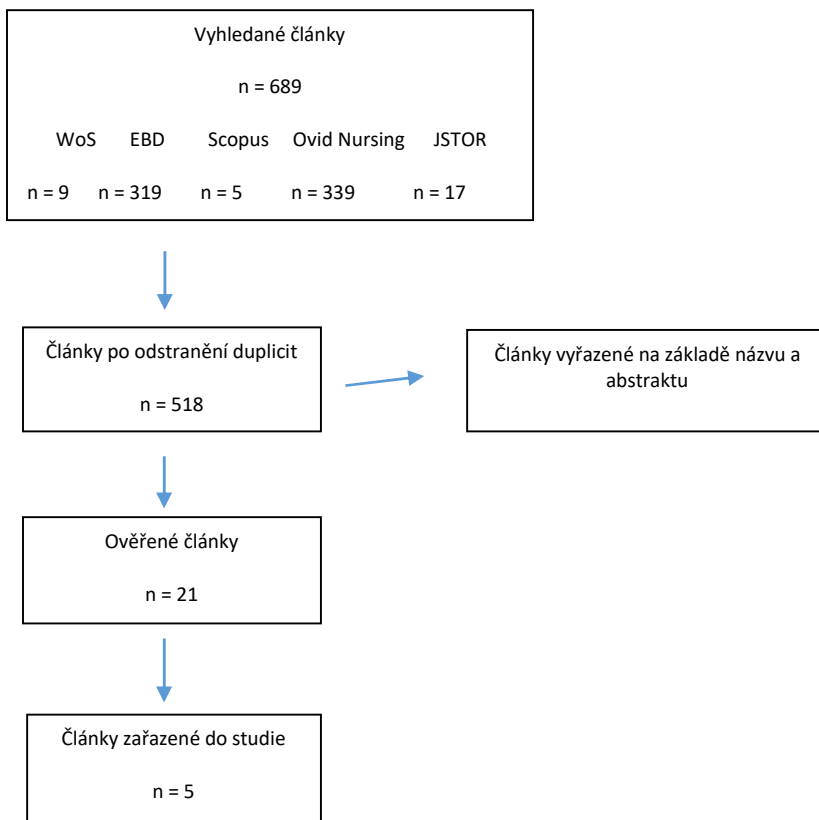 Vyhledané články
n = 689
WoS EBD Scopus Ovid Nursing JSTOR
n = 9 n = 319 n = 5 n = 339 n = 17
Články po odstranění duplicit
n = 518
Články vyřazené na základě názvu a
abstraktu
Ověřené články
n = 21
Články zařazené do studie
n = 5